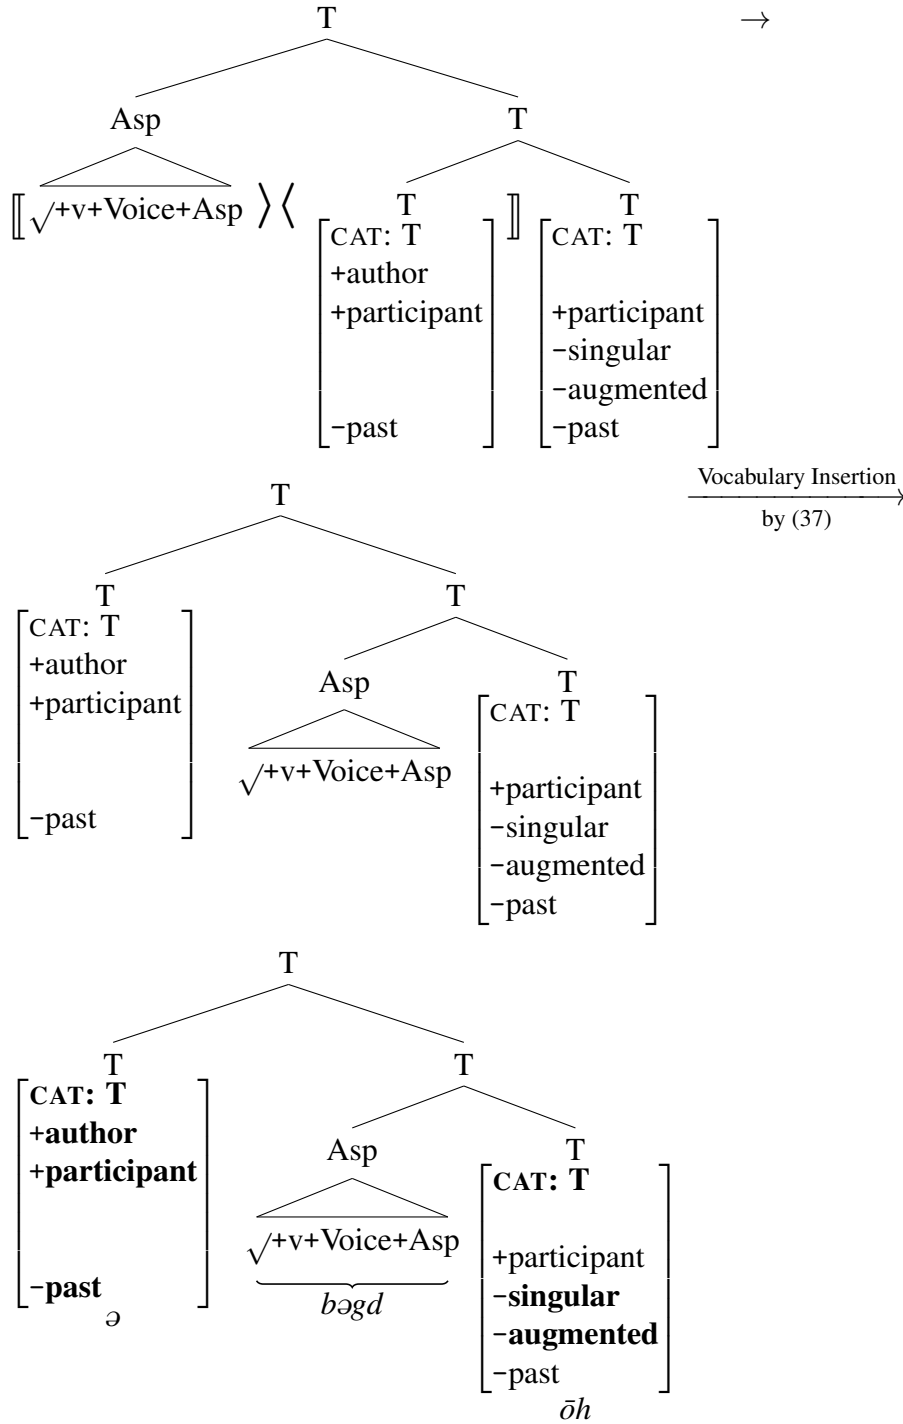 T →
Asp T
⟦ √+v+Voice+Asp ⟩⟨ T ⟧ T
CAT: T CAT: T
+author
+participant +participant
−singular
−augmented
−past −past
Vocabulary Insertion
by (37)
T
T T
CAT: T
+author
+participant
−past
Asp T
√+v+Voice+Asp
CAT: T
+participant
−singular
−augmented
−past
T
T T
CAT: T
+author
+participant
−past
ə
Asp T
√+v+Voice+Asp
bəgd
CAT: T
+participant
−singular
−augmented
−past
ōh